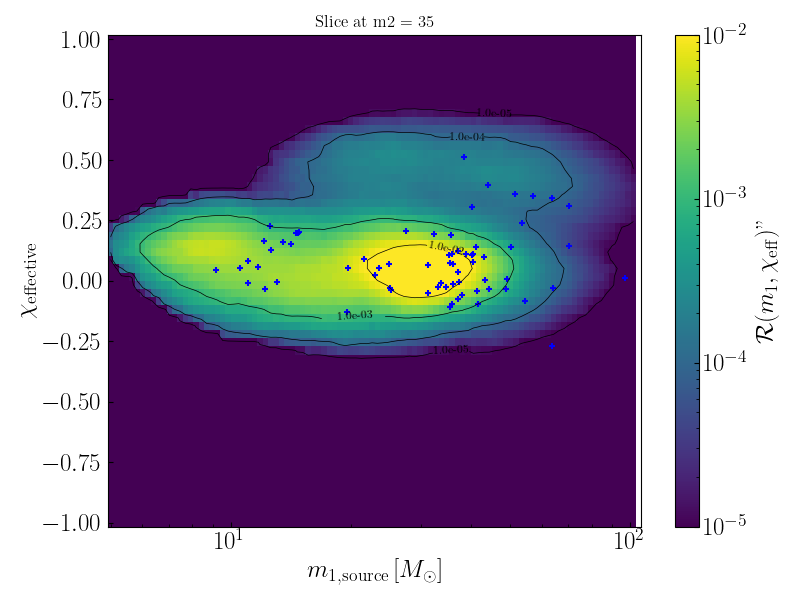 Slice at m2 = 35
1.00
0.75
0.50
0.25
0.00
−0.25
−0.50
−0.75
−1.00
χeffective
1.0e-05
1.0e-04
1.0e-02
1.0e-03
1.0e-05
10¹
10²
m1,source [M⊙]
10⁻²
10⁻³
10⁻⁴
10⁻⁵
R(m1, χeff)”